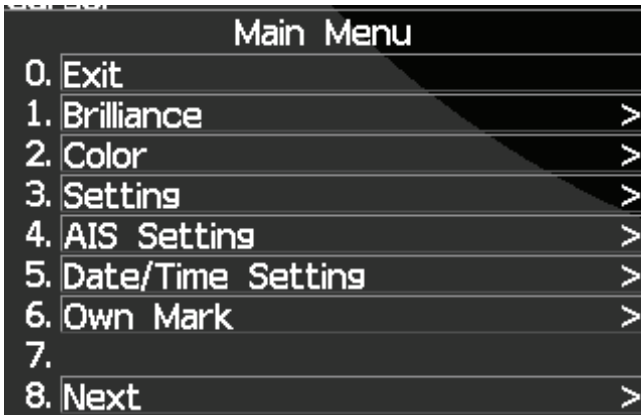 Main Menu
0. Exit
1. Brilliance >
2. Color >
3. Setting >
4. AIS Setting >
5. Date/Time Setting >
6. Own Mark >
7.
8. Next >